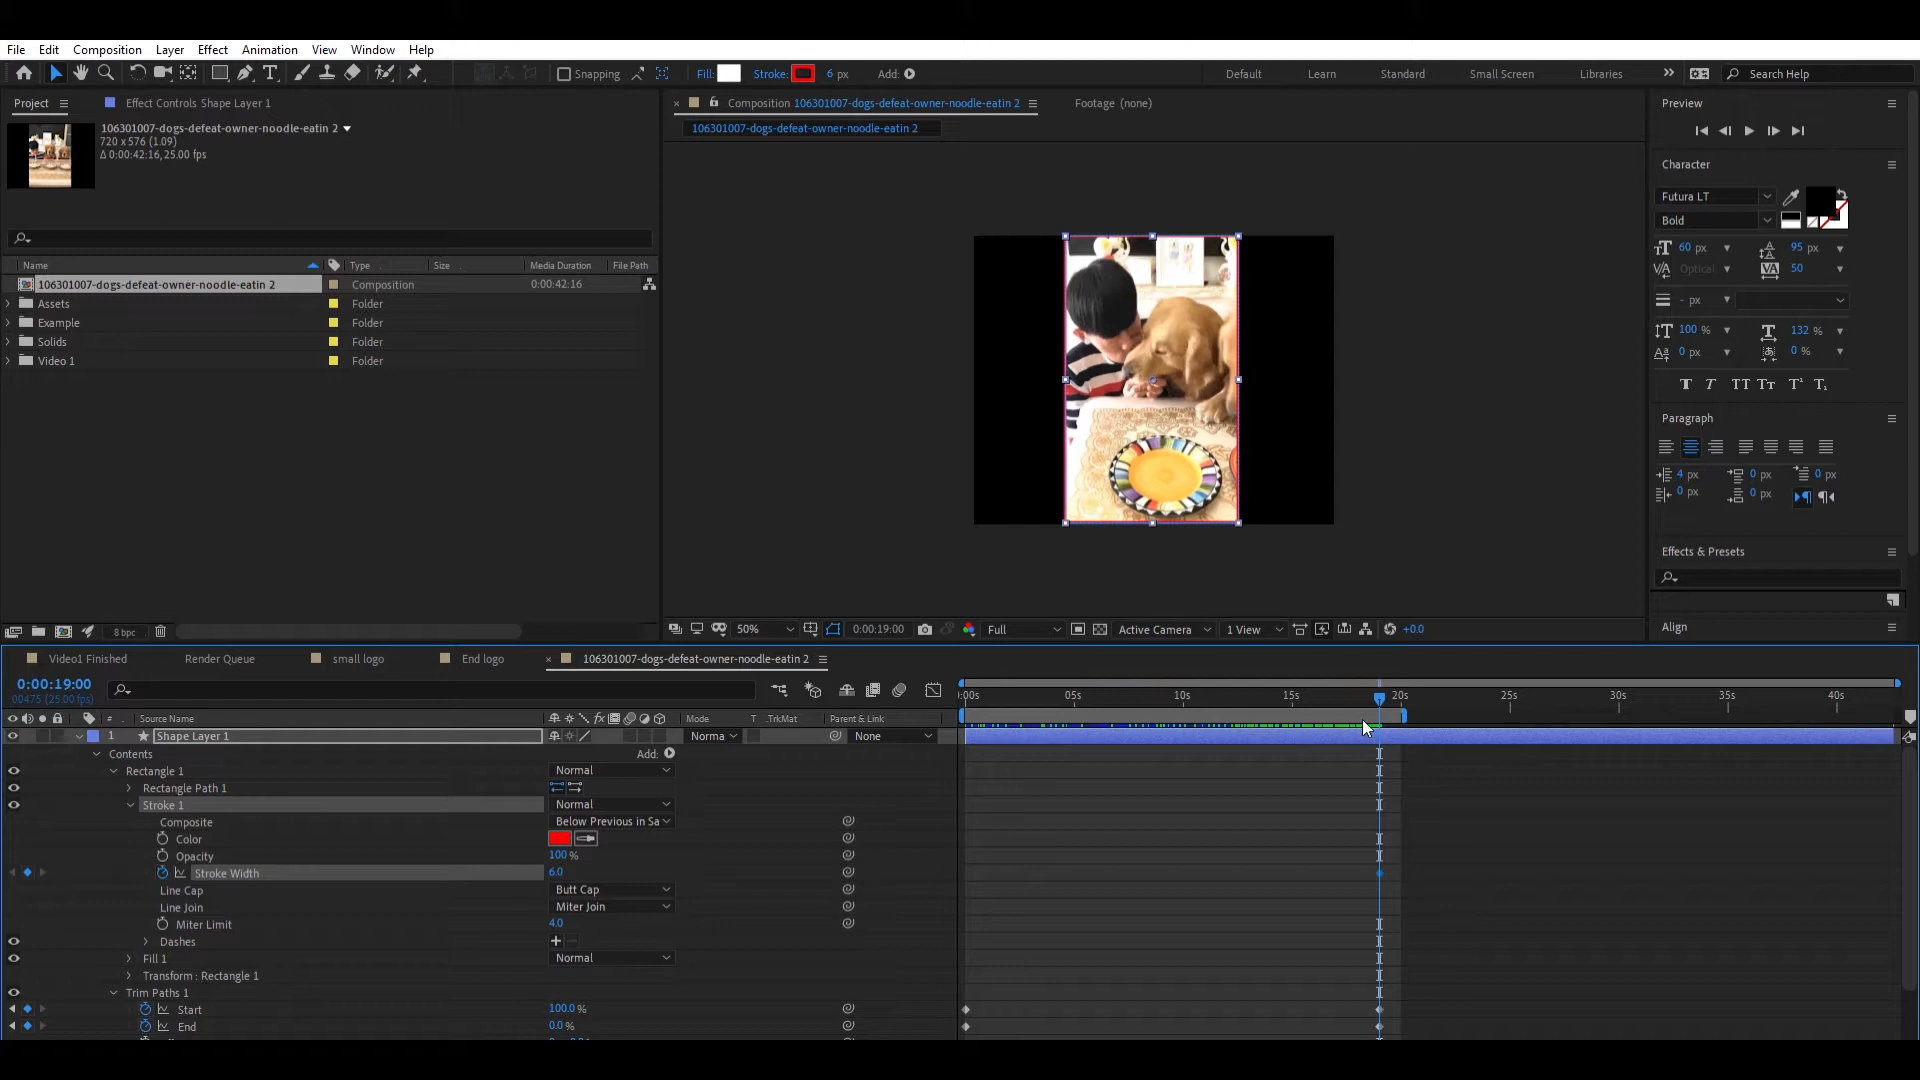 File Edit Composition Layer Effect Animation View Window Help
Snapping Fill: Stroke: 6 px Add: Default Learn Standard Small Screen Libraries Search Help
Project Effect Controls Shape Layer 1
Composition 106301007-dogs-defeat-owner-noodle-eatin 2 Footage (none)
Preview
106301007-dogs-defeat-owner-noodle-eatin 2
720 x 576 (1.09)
Δ 0:00:42:16, 25.00 fps
106301007-dogs-defeat-owner-noodle-eatin 2
Character
Futura LT
Bold
60 px 95 px
Optical 50
- px
100 % 132 %
0 px 0 %
T T TT Tt T¹ T₁
Paragraph
4 px 0 px 0 px
0 px 0 px
Effects & Presets
Align
Name Type Size Media Duration File Path
106301007-dogs-defeat-owner-noodle-eatin 2 Composition 0:00:42:16
Assets Folder
Example Folder
Solids Folder
Video 1 Folder
8 bpc
50% 0:00:19:00 Full Active Camera 1 View +0.0
Video1 Finished Render Queue small logo End logo 106301007-dogs-defeat-owner-noodle-eatin 2
0:00:19:00
00475 (25.00 fps)
:00s 05s 10s 15s 20s 25s 30s 35s 40s
# Source Name fx Mode T .TrkMat Parent & Link
1 Shape Layer 1 Norma None
Contents Add:
Rectangle 1 Normal
Rectangle Path 1
Stroke 1 Normal
Composite Below Previous in Sa
Color
Opacity 100 %
Stroke Width 6.0
Line Cap Butt Cap
Line Join Miter Join
Miter Limit 4.0
Dashes
Fill 1 Normal
Transform : Rectangle 1
Trim Paths 1
Start 100.0 %
End 0.0 %